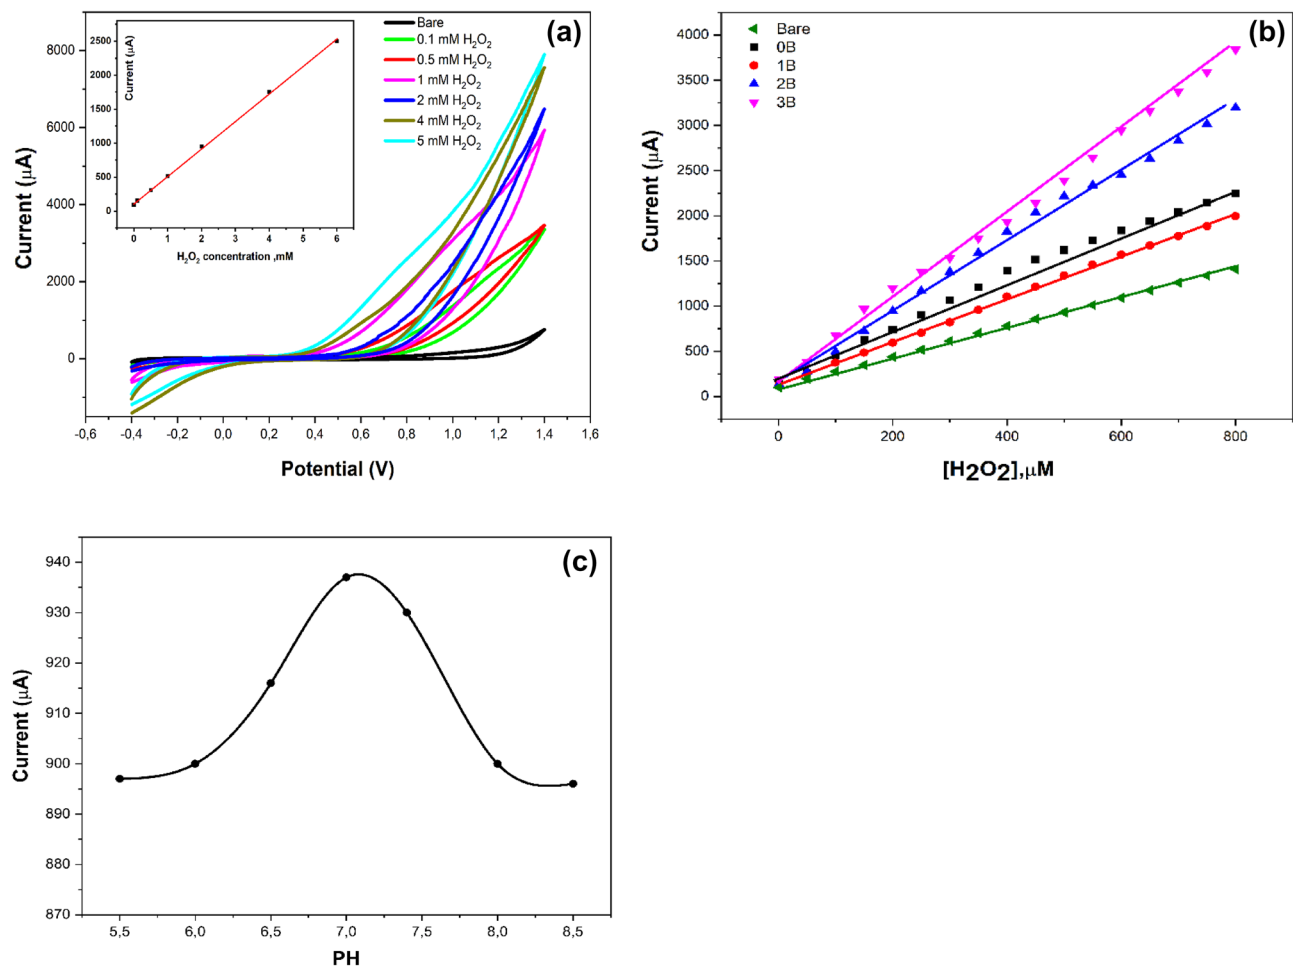 (a)
Bare
0.1 mM H₂O₂
0.5 mM H₂O₂
1 mM H₂O₂
2 mM H₂O₂
4 mM H₂O₂
5 mM H₂O₂
Current (μA)
8000
6000
4000
2000
0
-0,6 -0,4 -0,2 0,0 0,2 0,4 0,6 0,8 1,0 1,2 1,4 1,6
Potential (V)
Current (μA)
2500
2000
1500
1000
500
0
0 1 2 3 4 5 6
H₂O₂ concentration ,mM
(b)
Bare
0B
1B
2B
3B
Current (μA)
4000
3500
3000
2500
2000
1500
1000
500
0
0 200 400 600 800
[H₂O₂],μM
(c)
Current (μA)
940
930
920
910
900
890
880
870
5,5 6,0 6,5 7,0 7,5 8,0 8,5
PH